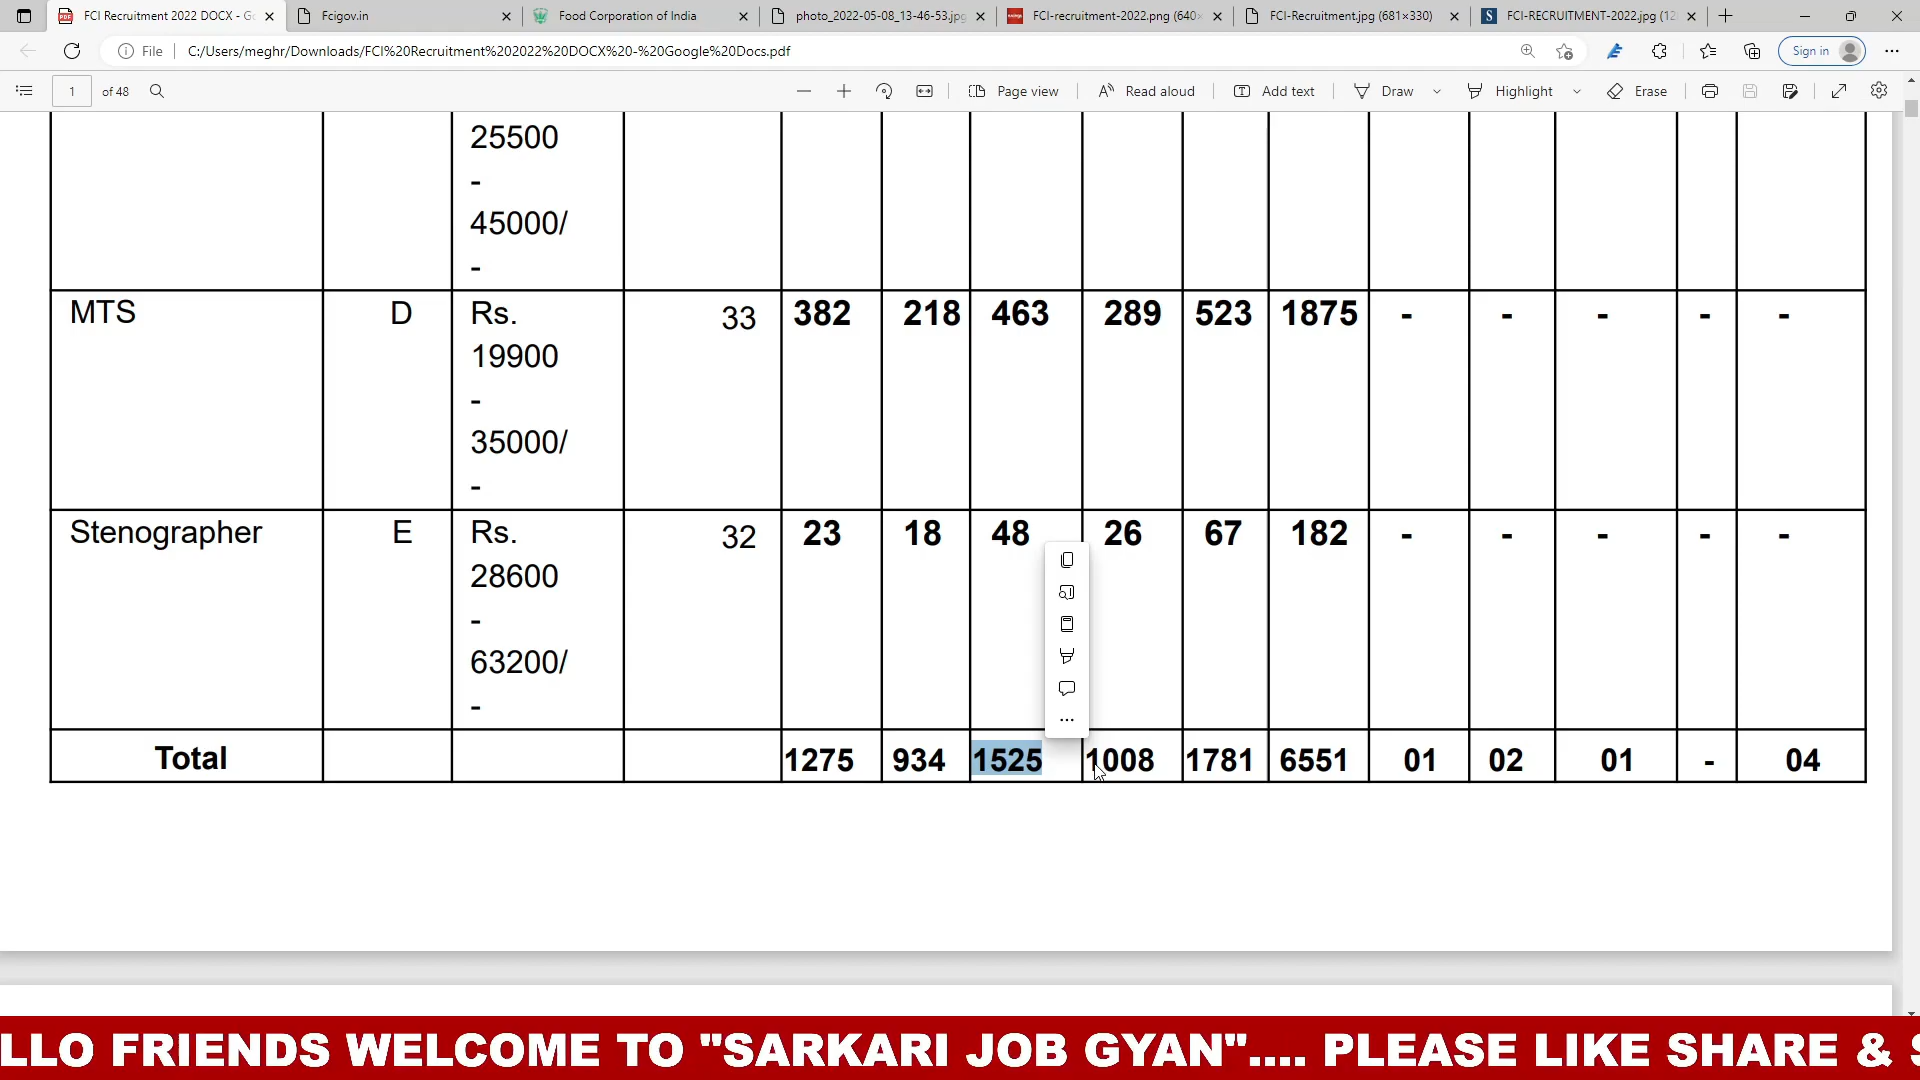 FCI Recruitment 2022 DOCX - Go
Fcigov.in
Food Corporation of India
photo_2022-05-08_13-46-53.jpg
FCI-recruitment-2022.png (640×
FCI-Recruitment.jpg (681×330)
FCI-RECRUITMENT-2022.jpg (12
File
C:/Users/meghr/Downloads/FCI%20Recruitment%202022%20DOCX%20-%20Google%20Docs.pdf
Sign in
1 of 48
Page view
Read aloud
Add text
Draw
Highlight
Erase
25500
-
45000/
-
MTS D Rs. 33 382 218 463 289 523 1875 - - - - -
19900
-
35000/
-
Stenographer E Rs. 32 23 18 48 26 67 182 - - - - -
28600
-
63200/
-
Total 1275 934 1525 1008 1781 6551 01 02 01 - 04
LLO FRIENDS WELCOME TO "SARKARI JOB GYAN".... PLEASE LIKE SHARE & S